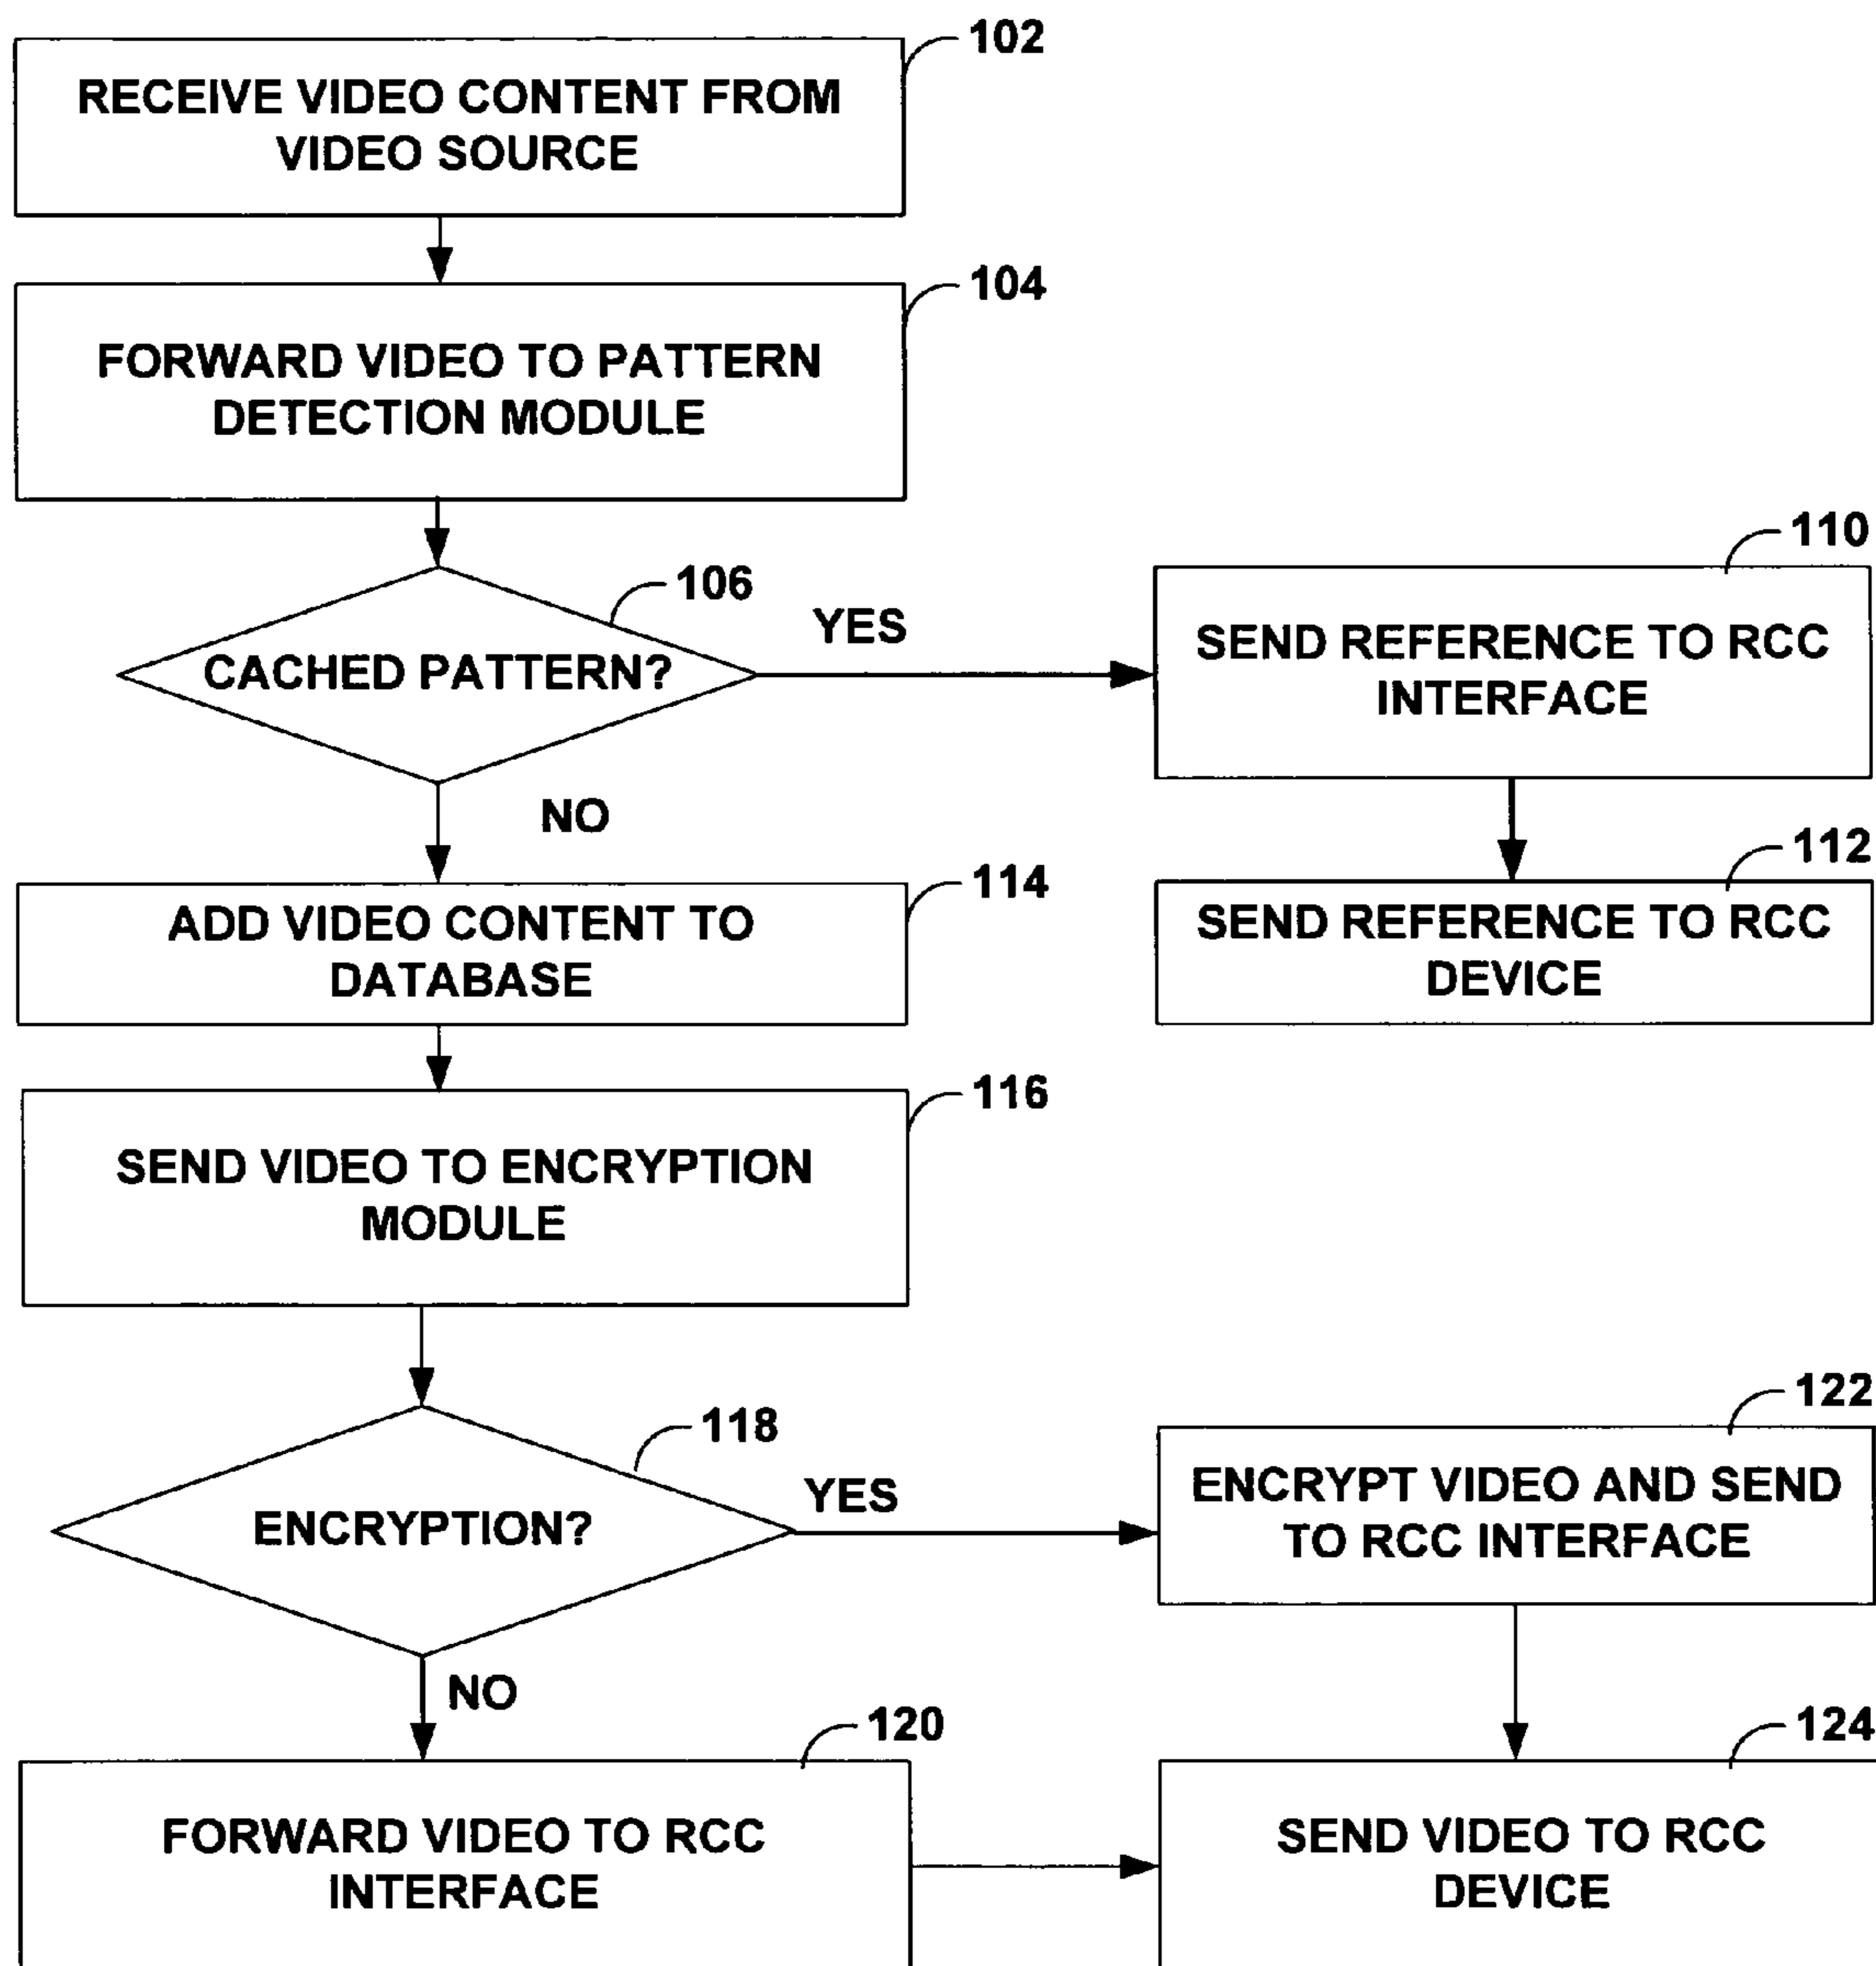 102
RECEIVE VIDEO CONTENT FROM
VIDEO SOURCE
104
FORWARD VIDEO TO PATTERN
DETECTION MODULE
106
CACHED PATTERN?
YES
110
SEND REFERENCE TO RCC
INTERFACE
NO
112
SEND REFERENCE TO RCC
DEVICE
114
ADD VIDEO CONTENT TO
DATABASE
116
SEND VIDEO TO ENCRYPTION
MODULE
118
ENCRYPTION?
YES
122
ENCRYPT VIDEO AND SEND
TO RCC INTERFACE
NO
120
FORWARD VIDEO TO RCC
INTERFACE
124
SEND VIDEO TO RCC
DEVICE